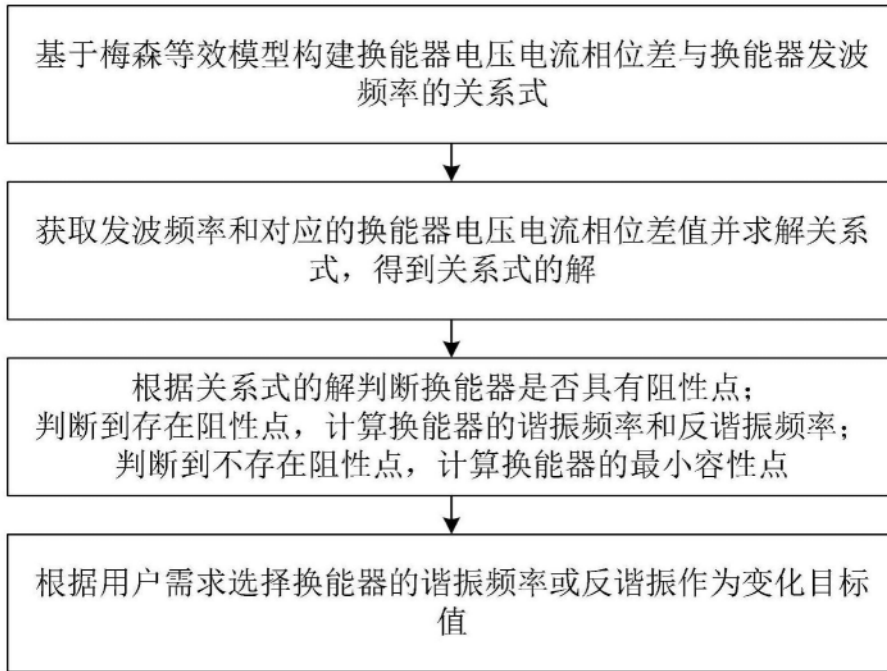 基于梅森等效模型构建换能器电压电流相位差与换能器发波
频率的关系式
获取发波频率和对应的换能器电压电流相位差值并求解关系
式，得到关系式的解
根据关系式的解判断换能器是否具有阻性点；
判断到存在阻性点，计算换能器的谐振频率和反谐振频率；
判断到不存在阻性点，计算换能器的最小容性点
根据用户需求选择换能器的谐振频率或反谐振作为变化目标
值